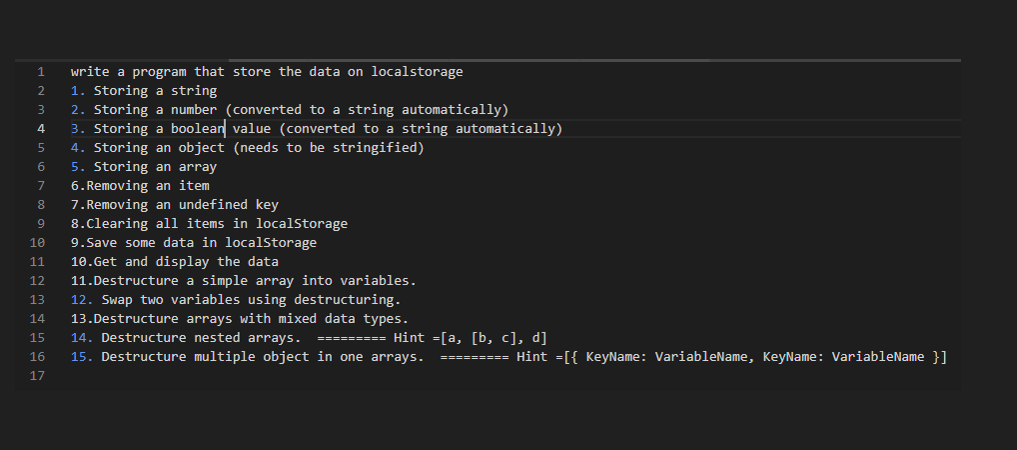 1 write a program that store the data on localstorage
2 1. Storing a string
3 2. Storing a number (converted to a string automatically)
4 3. Storing a boolean value (converted to a string automatically)
5 4. Storing an object (needs to be stringified)
6 5. Storing an array
7 6.Removing an item
8 7.Removing an undefined key
9 8.Clearing all items in localStorage
10 9.Save some data in localStorage
11 10.Get and display the data
12 11.Destructure a simple array into variables.
13 12. Swap two variables using destructuring.
14 13.Destructure arrays with mixed data types.
15 14. Destructure nested arrays.  ========= Hint =[a, [b, c], d]
16 15. Destructure multiple object in one arrays.  ========= Hint =[{ KeyName: VariableName, KeyName: VariableName }]
17